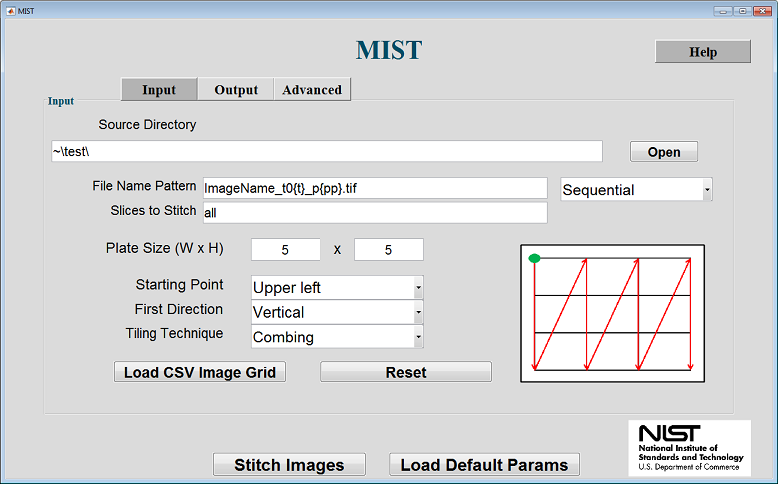 MIST
MIST
Help
Input Output Advanced
Input
Source Directory
~\test\
Open
File Name Pattern ImageName_t0{t}_p{pp}.tif Sequential
Slices to Stitch all
Plate Size (W x H) 5 X 5
Starting Point Upper left
First Direction Vertical
Tiling Technique Combing
Load CSV Image Grid Reset
NIST
National Institute of
Standards and Technology
U.S. Department of Commerce
Stitch Images Load Default Params